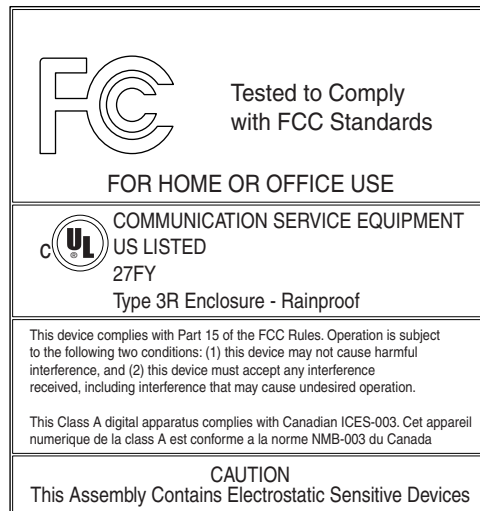 FC
Tested to Comply
with FCC Standards
FOR HOME OR OFFICE USE
COMMUNICATION SERVICE EQUIPMENT
C UL ® US LISTED
27FY
Type 3R Enclosure - Rainproof
This device complies with Part 15 of the FCC Rules. Operation is subject
to the following two conditions: (1) this device may not cause harmful
interference, and (2) this device must accept any interference
received, including interference that may cause undesired operation.
This Class A digital apparatus complies with Canadian ICES-003. Cet appareil
numerique de la class A est conforme a la norme NMB-003 du Canada
CAUTION
This Assembly Contains Electrostatic Sensitive Devices